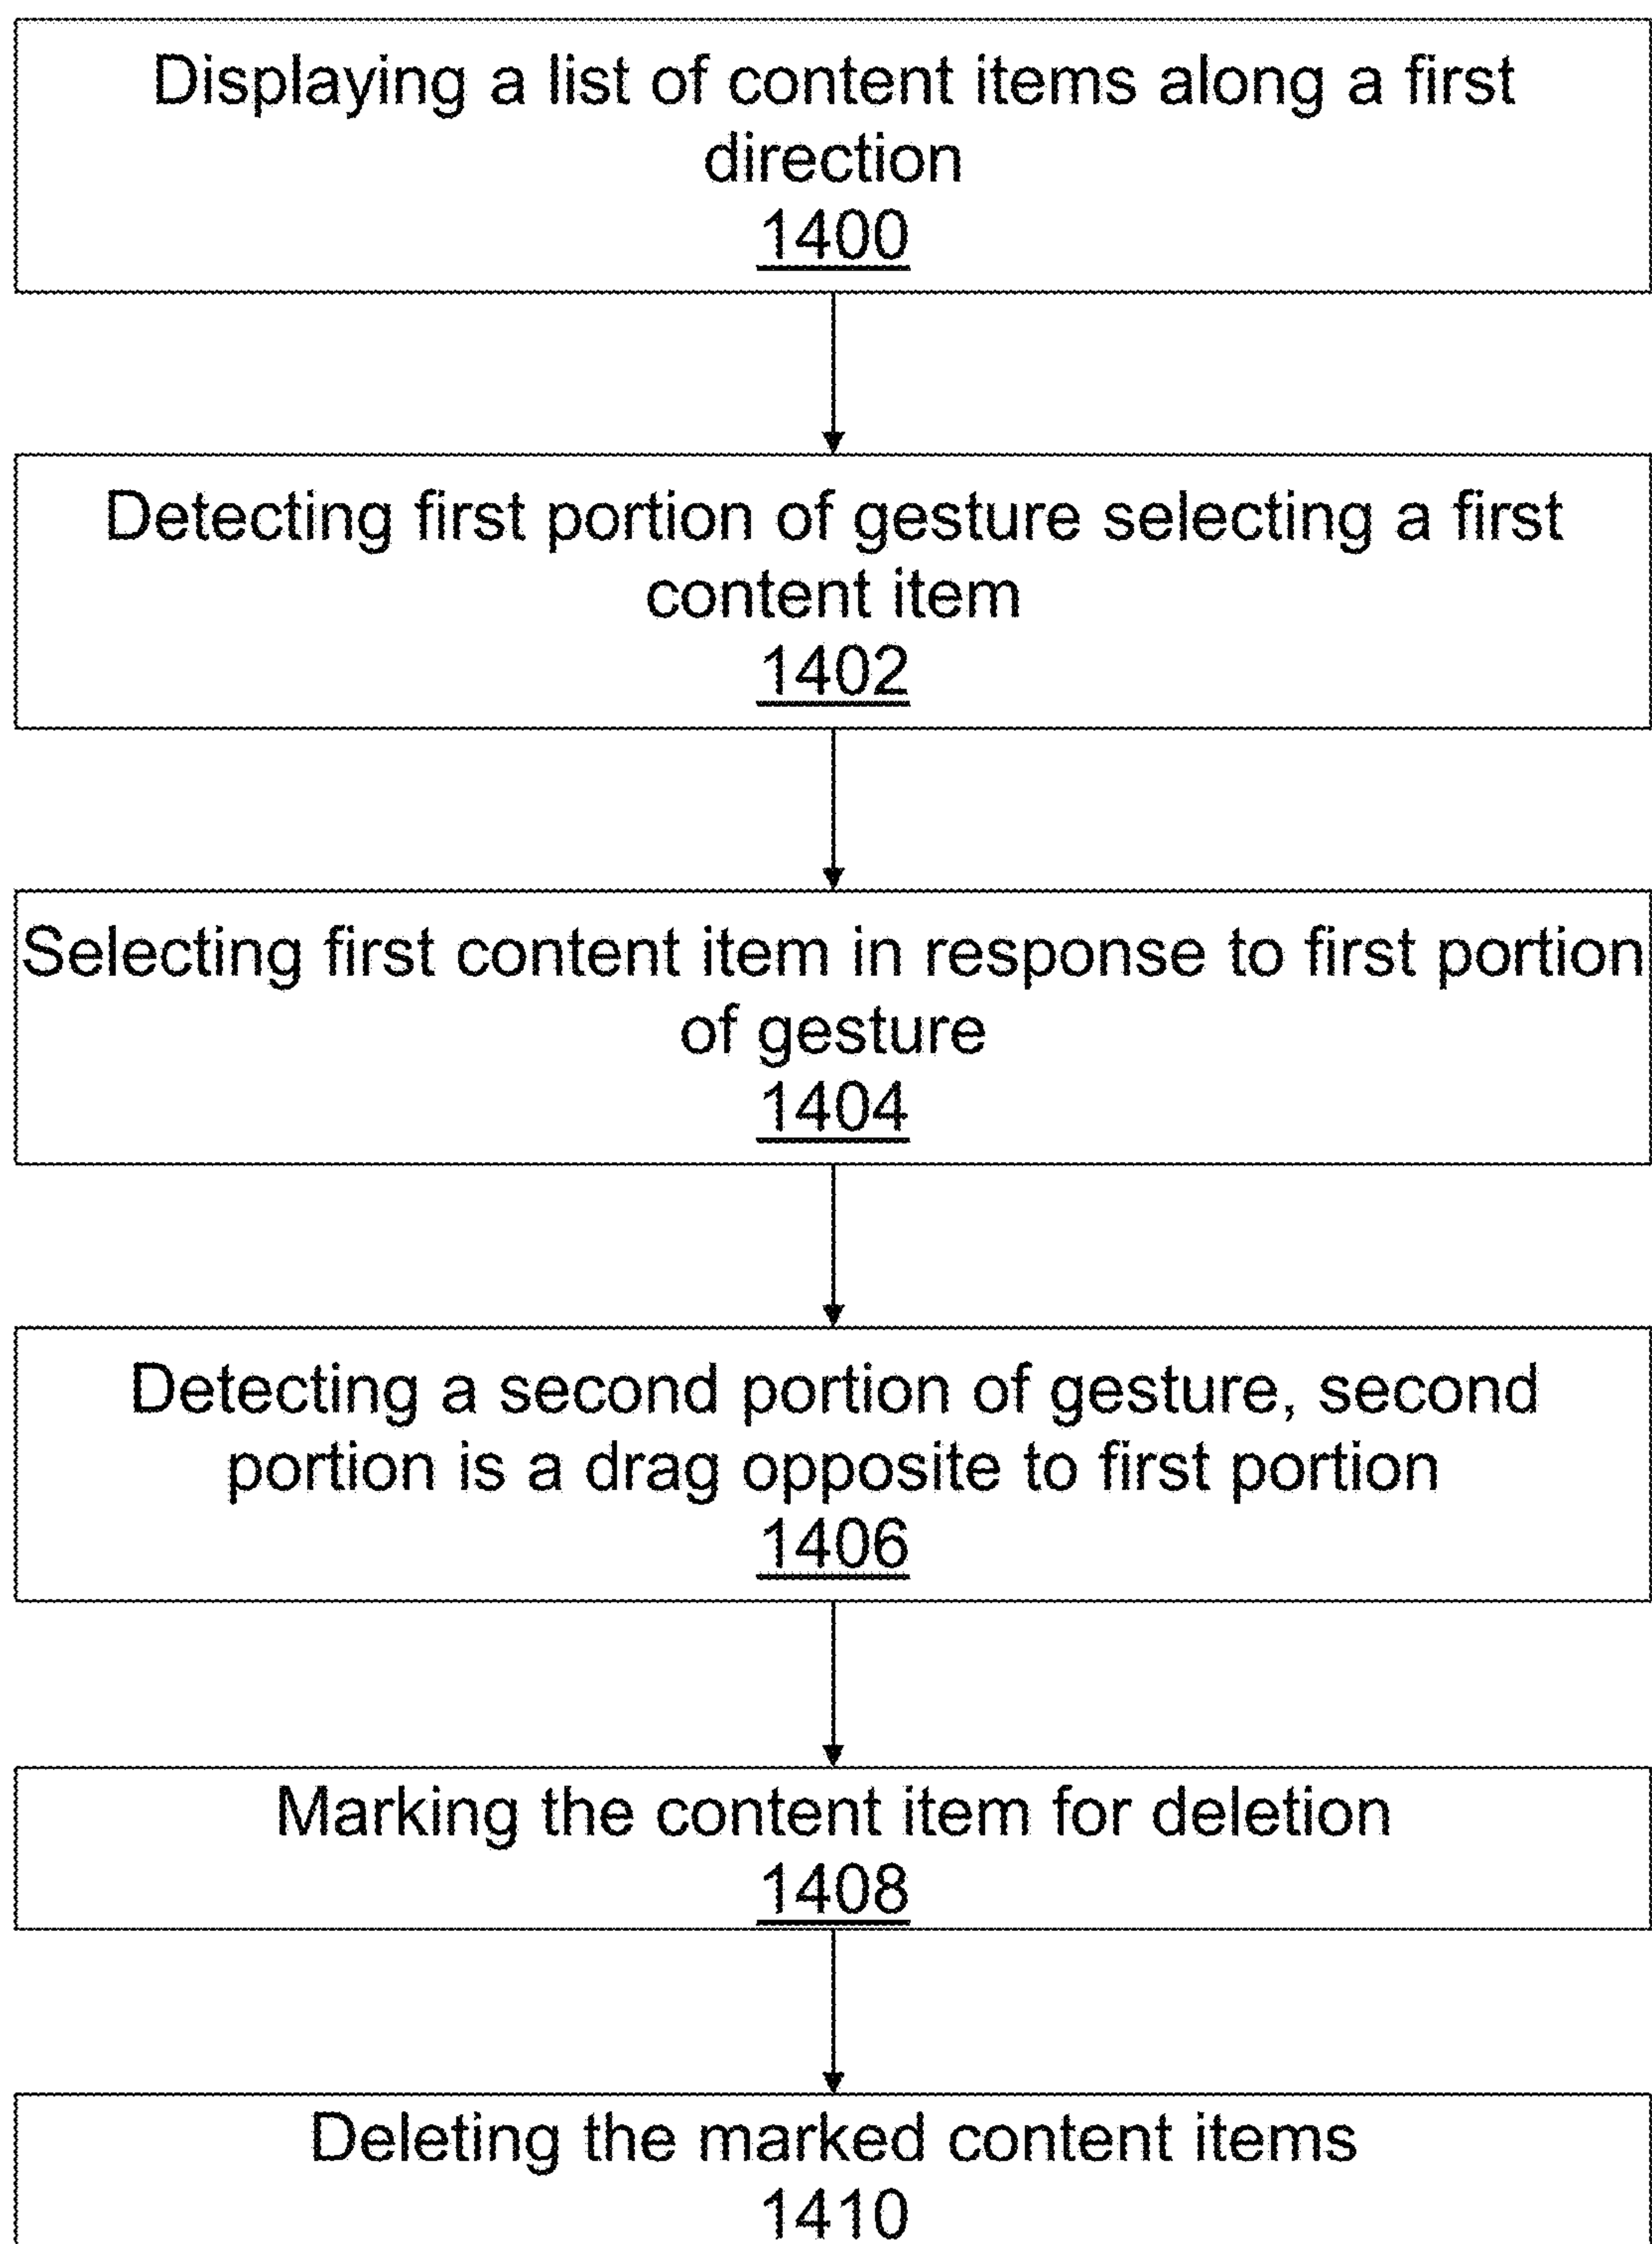 Displaying a list of content items along a first
direction
1400
Detecting first portion of gesture selecting a first
content item
1402
Selecting first content item in response to first portion
of gesture
1404
Detecting a second portion of gesture, second
portion is a drag opposite to first portion
1406
Marking the content item for deletion
1408
Deleting the marked content items
1410